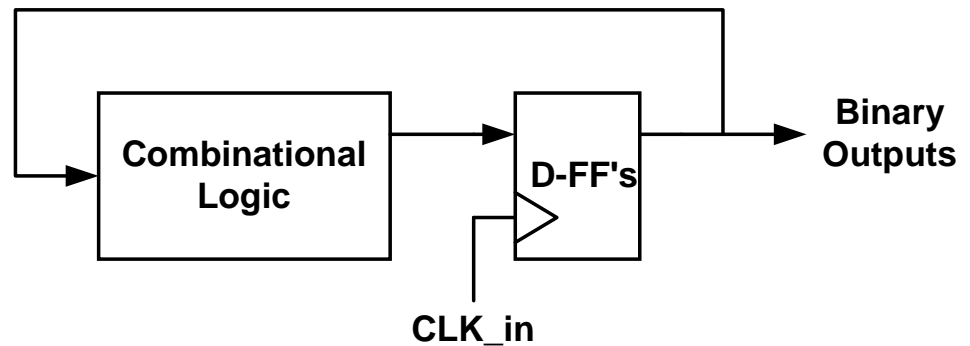 Combinational
Logic
D-FF's
Binary
Outputs
CLK_in